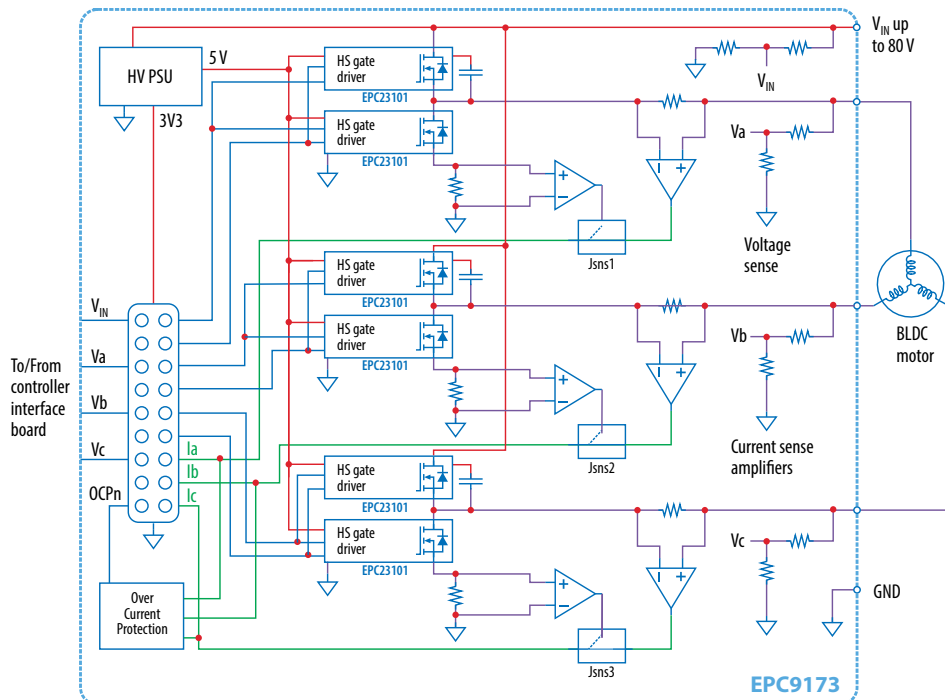 HV PSU
5 V
3V3
HS gate
driver
EPC23101
HS gate
driver
EPC23101
VIN up
to 80 V
VIN
Va
Voltage
sense
Jsns1
HS gate
driver
EPC23101
HS gate
driver
EPC23101
Vb
Current sense
amplifiers
Jsns2
BLDC
motor
To/From
controller
interface
board
VIN
Va
Vb
Vc
OCPn
Ia
Ib
Ic
HS gate
driver
EPC23101
HS gate
driver
EPC23101
Vc
Jsns3
GND
Over
Current
Protection
EPC9173